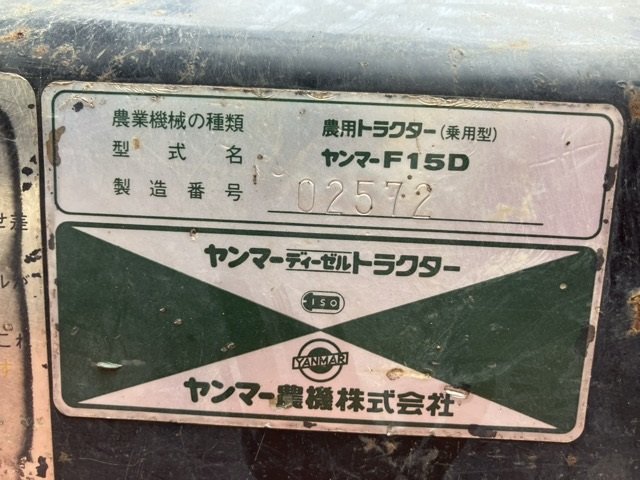 農業機械の種類 農用トラクター(乗用型)
型式名 ヤンマーF15D
製造番号 02572
ヤンマーディーゼルトラクター
ISO
YANMAR
ヤンマー農機株式会社